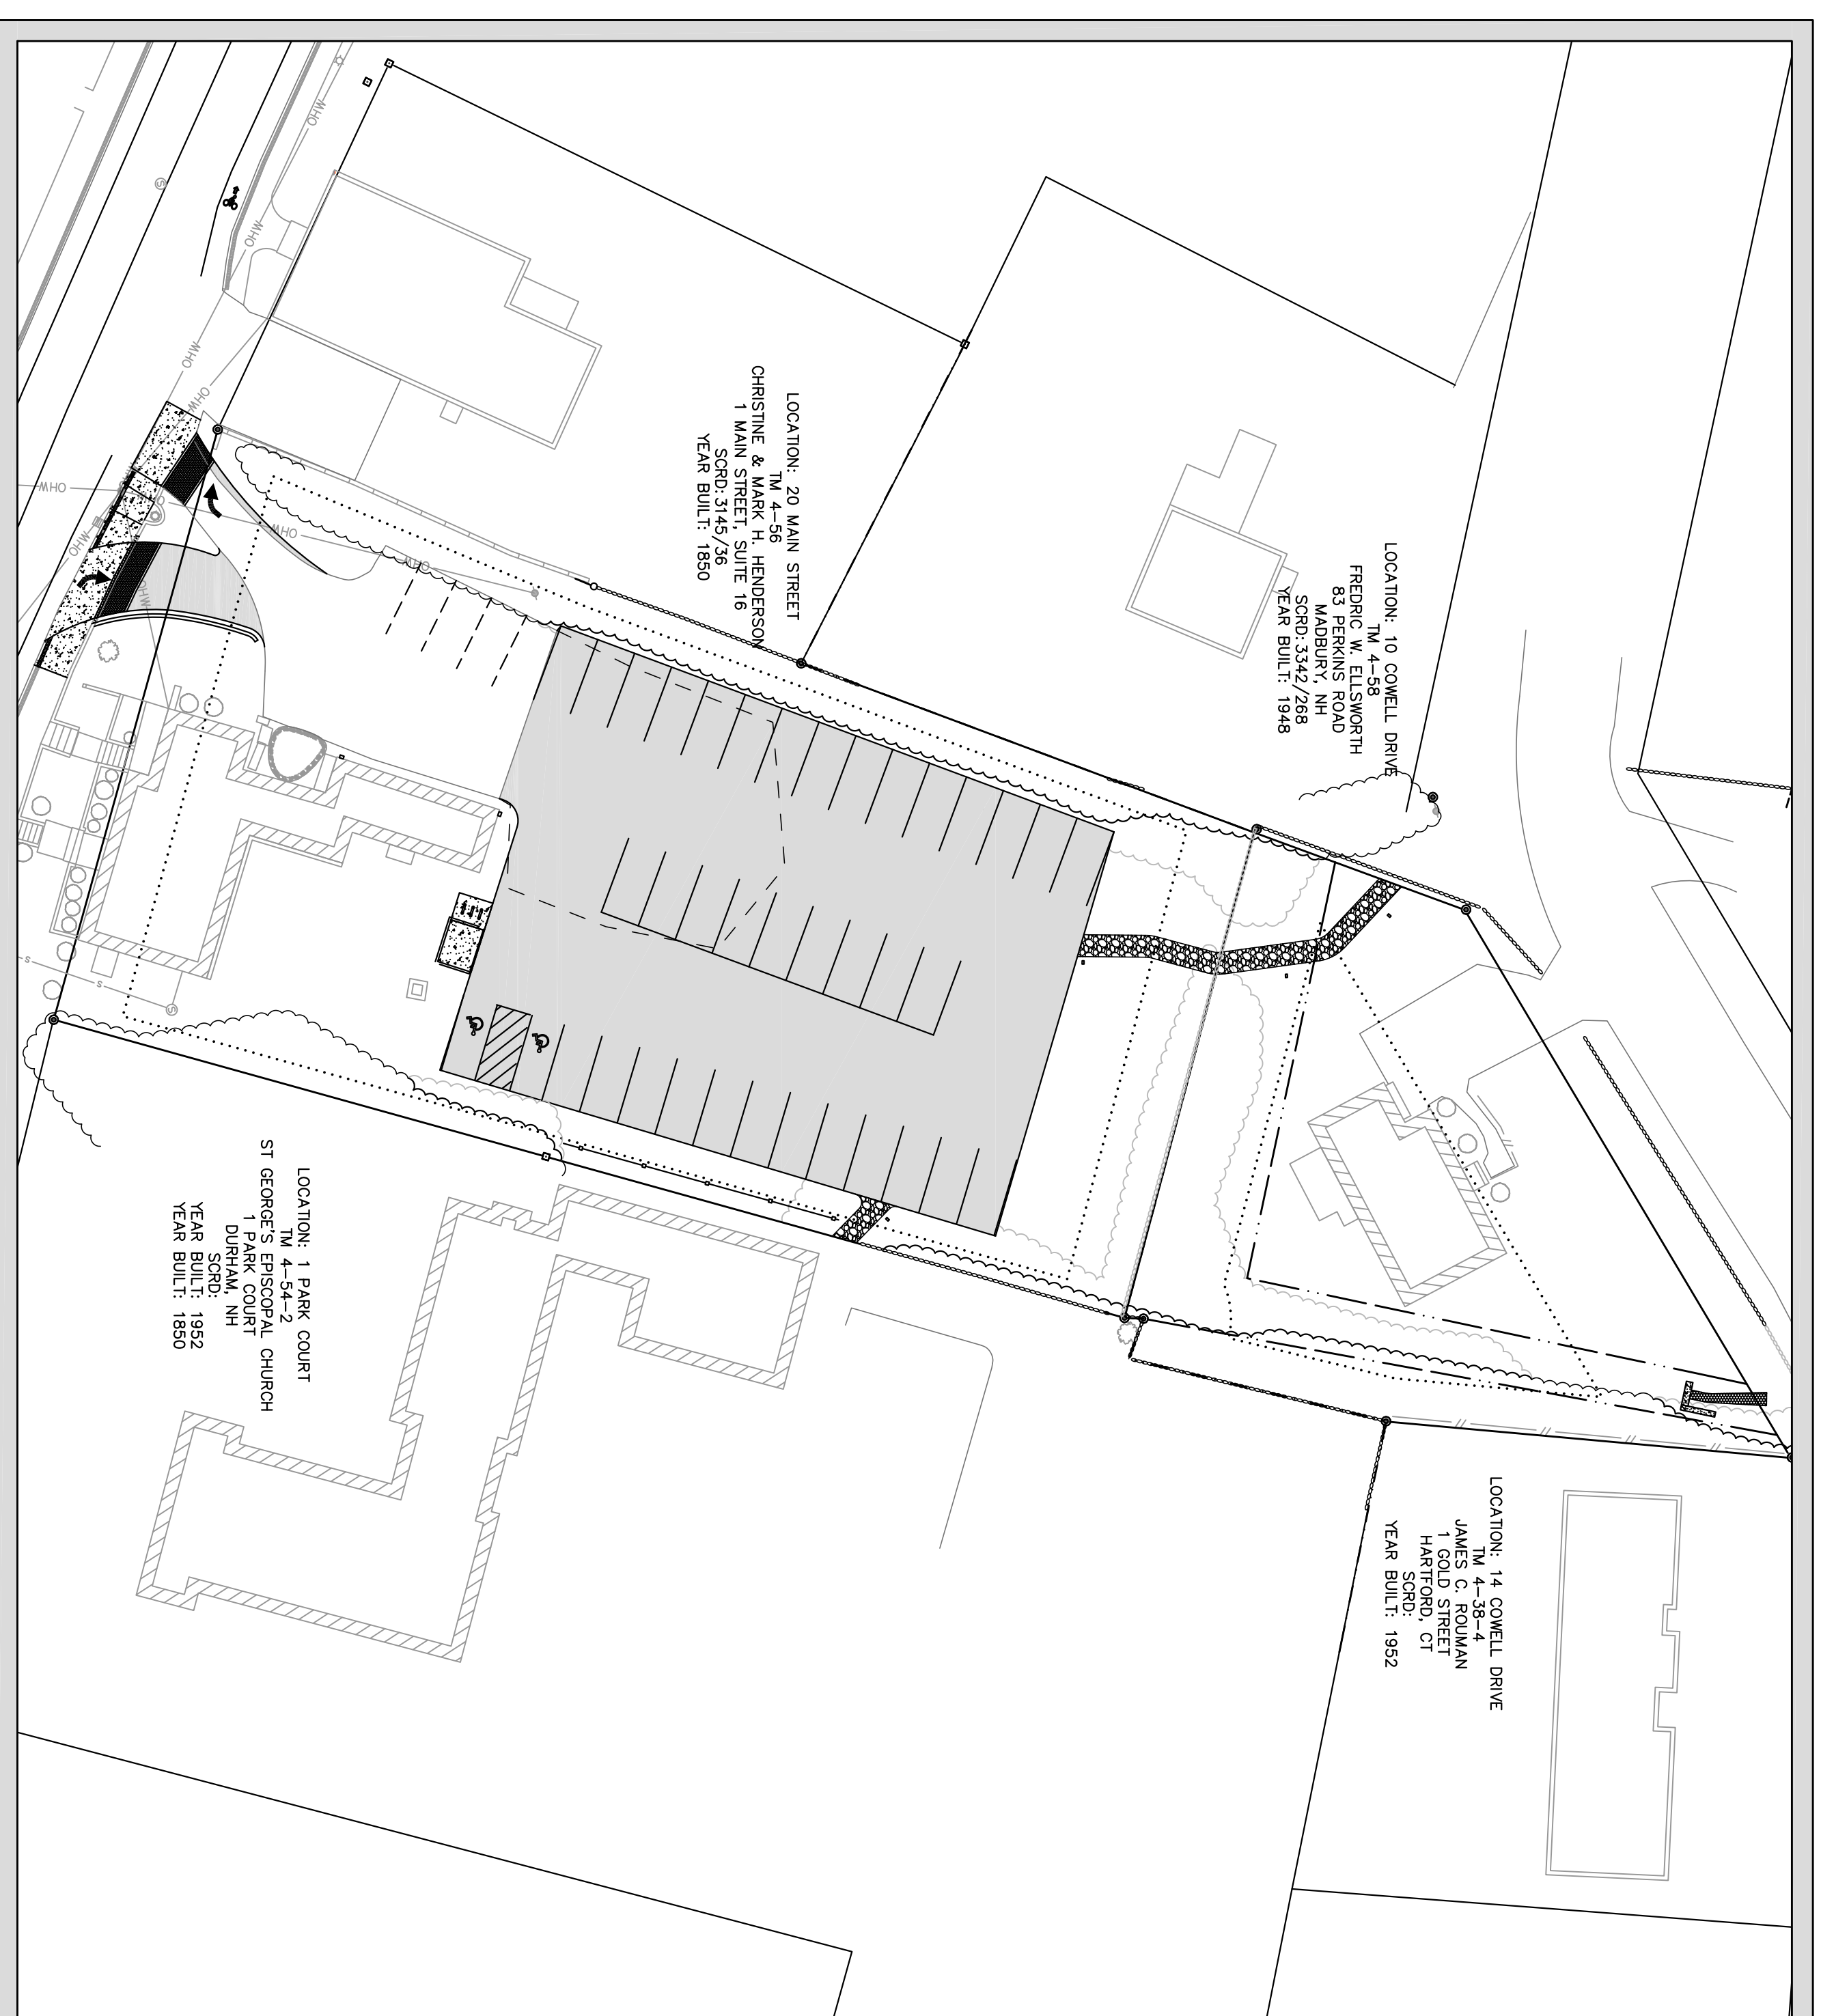 LOCATION: 20 MAIN STREET
TM 4-56
CHRISTINE & MARK H. HENDERSON
1 MAIN STREET, SUITE 16
SCRD: 3145/36
YEAR BUILT: 1850
LOCATION: 10 COWELL DRIVE
TM 4-58
FREDRIC W. ELLSWORTH
83 PERKINS ROAD
MADBURY, NH
SCRD: 3342/268
YEAR BUILT: 1948
LOCATION: 1 PARK COURT
TM 4-54-2
ST GEORGE'S EPISCOPAL CHURCH
1 PARK COURT
DURHAM, NH
SCRD:
YEAR BUILT: 1952
YEAR BUILT: 1850
LOCATION: 14 COWELL DRIVE
TM 4-38-4
JAMES C. ROUMAN
1 GOLD STREET
HARTFORD, CT
SCRD:
YEAR BUILT: 1952
OHW
OHW
OHW
OHW
OHW
OHW
OHW
OHW
OHW
S
S
S
S